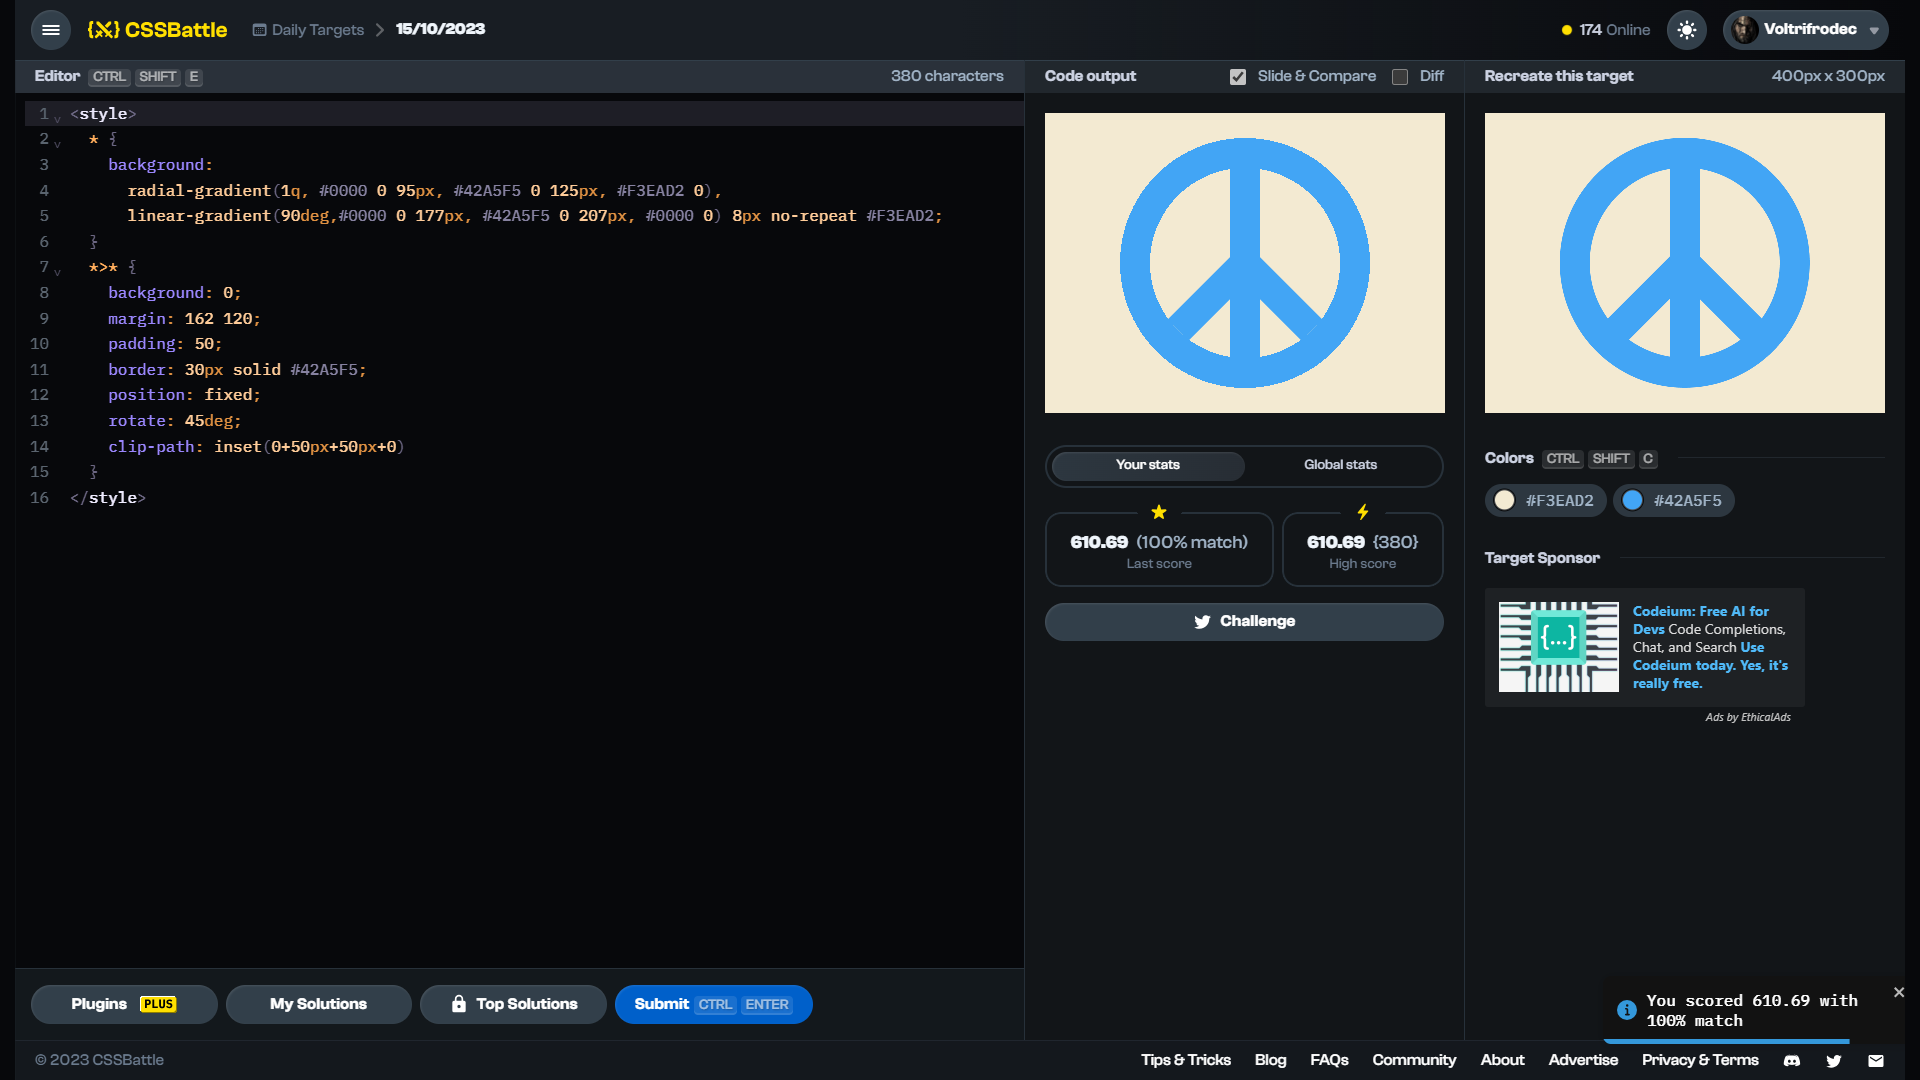 CSSBattle
Daily Targets
15/10/2023
174 Online
Voltrifrodec
Editor CTRL SHIFT E
380 characters
1 <style>
2 * {
3 background:
4 radial-gradient(1q, #0000 0 95px, #42A5F5 0 125px, #F3EAD2 0),
5 linear-gradient(90deg,#0000 0 177px, #42A5F5 0 207px, #0000 0) 8px no-repeat #F3EAD2;
6 }
7 *>* {
8 background: 0;
9 margin: 162 120;
10 padding: 50;
11 border: 30px solid #42A5F5;
12 position: fixed;
13 rotate: 45deg;
14 clip-path: inset(0+50px+50px+0)
15 }
16 </style>
Plugins PLUS
My Solutions
Top Solutions
Submit CTRL ENTER
Code output
Slide & Compare
Diff
Your stats
Global stats
610.69 (100% match)
Last score
610.69 {380}
High score
Challenge
Recreate this target
400px x 300px
Colors CTRL SHIFT C
#F3EAD2
#42A5F5
Target Sponsor
{...}
Codeium: Free AI for
Devs Code Completions,
Chat, and Search Use
Codeium today. Yes, it's
really free.
Ads by EthicalAds
You scored 610.69 with
100% match
© 2023 CSSBattle
Tips & Tricks
Blog
FAQs
Community
About
Advertise
Privacy & Terms